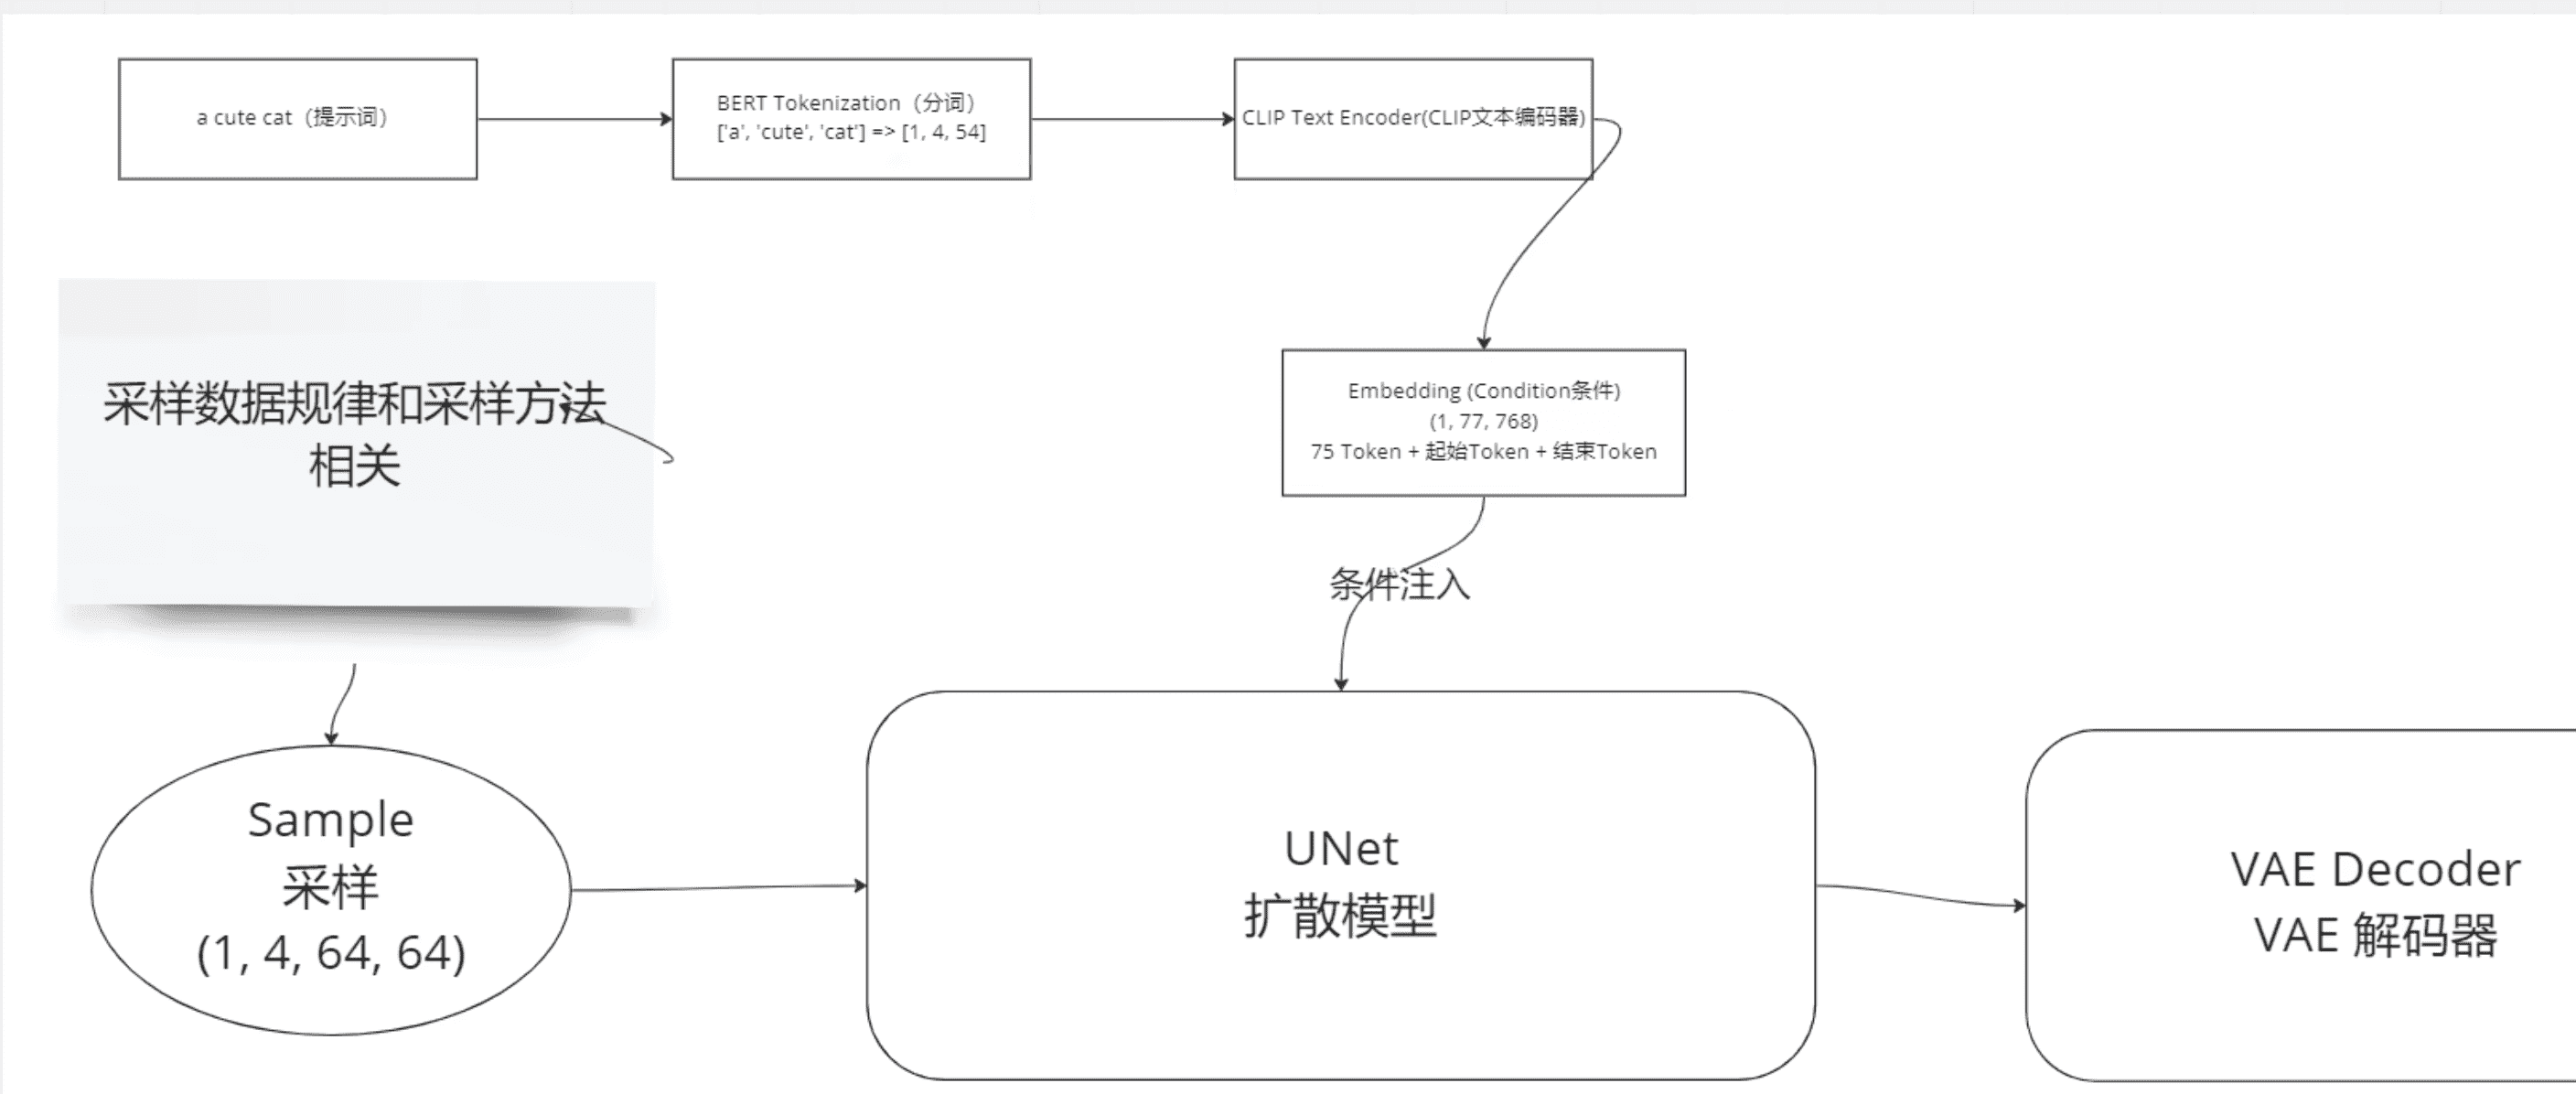 a cute cat（提示词）
BERT Tokenization（分词）
['a', 'cute', 'cat'] => [1, 4, 54]
CLIP Text Encoder(CLIP文本编码器)
采样数据规律和采样方法
相关
Embedding (Condition条件)
(1, 77, 768)
75 Token + 起始Token + 结束Token
条件注入
Sample
采样
(1, 4, 64, 64)
UNet
扩散模型
VAE Decoder
VAE 解码器